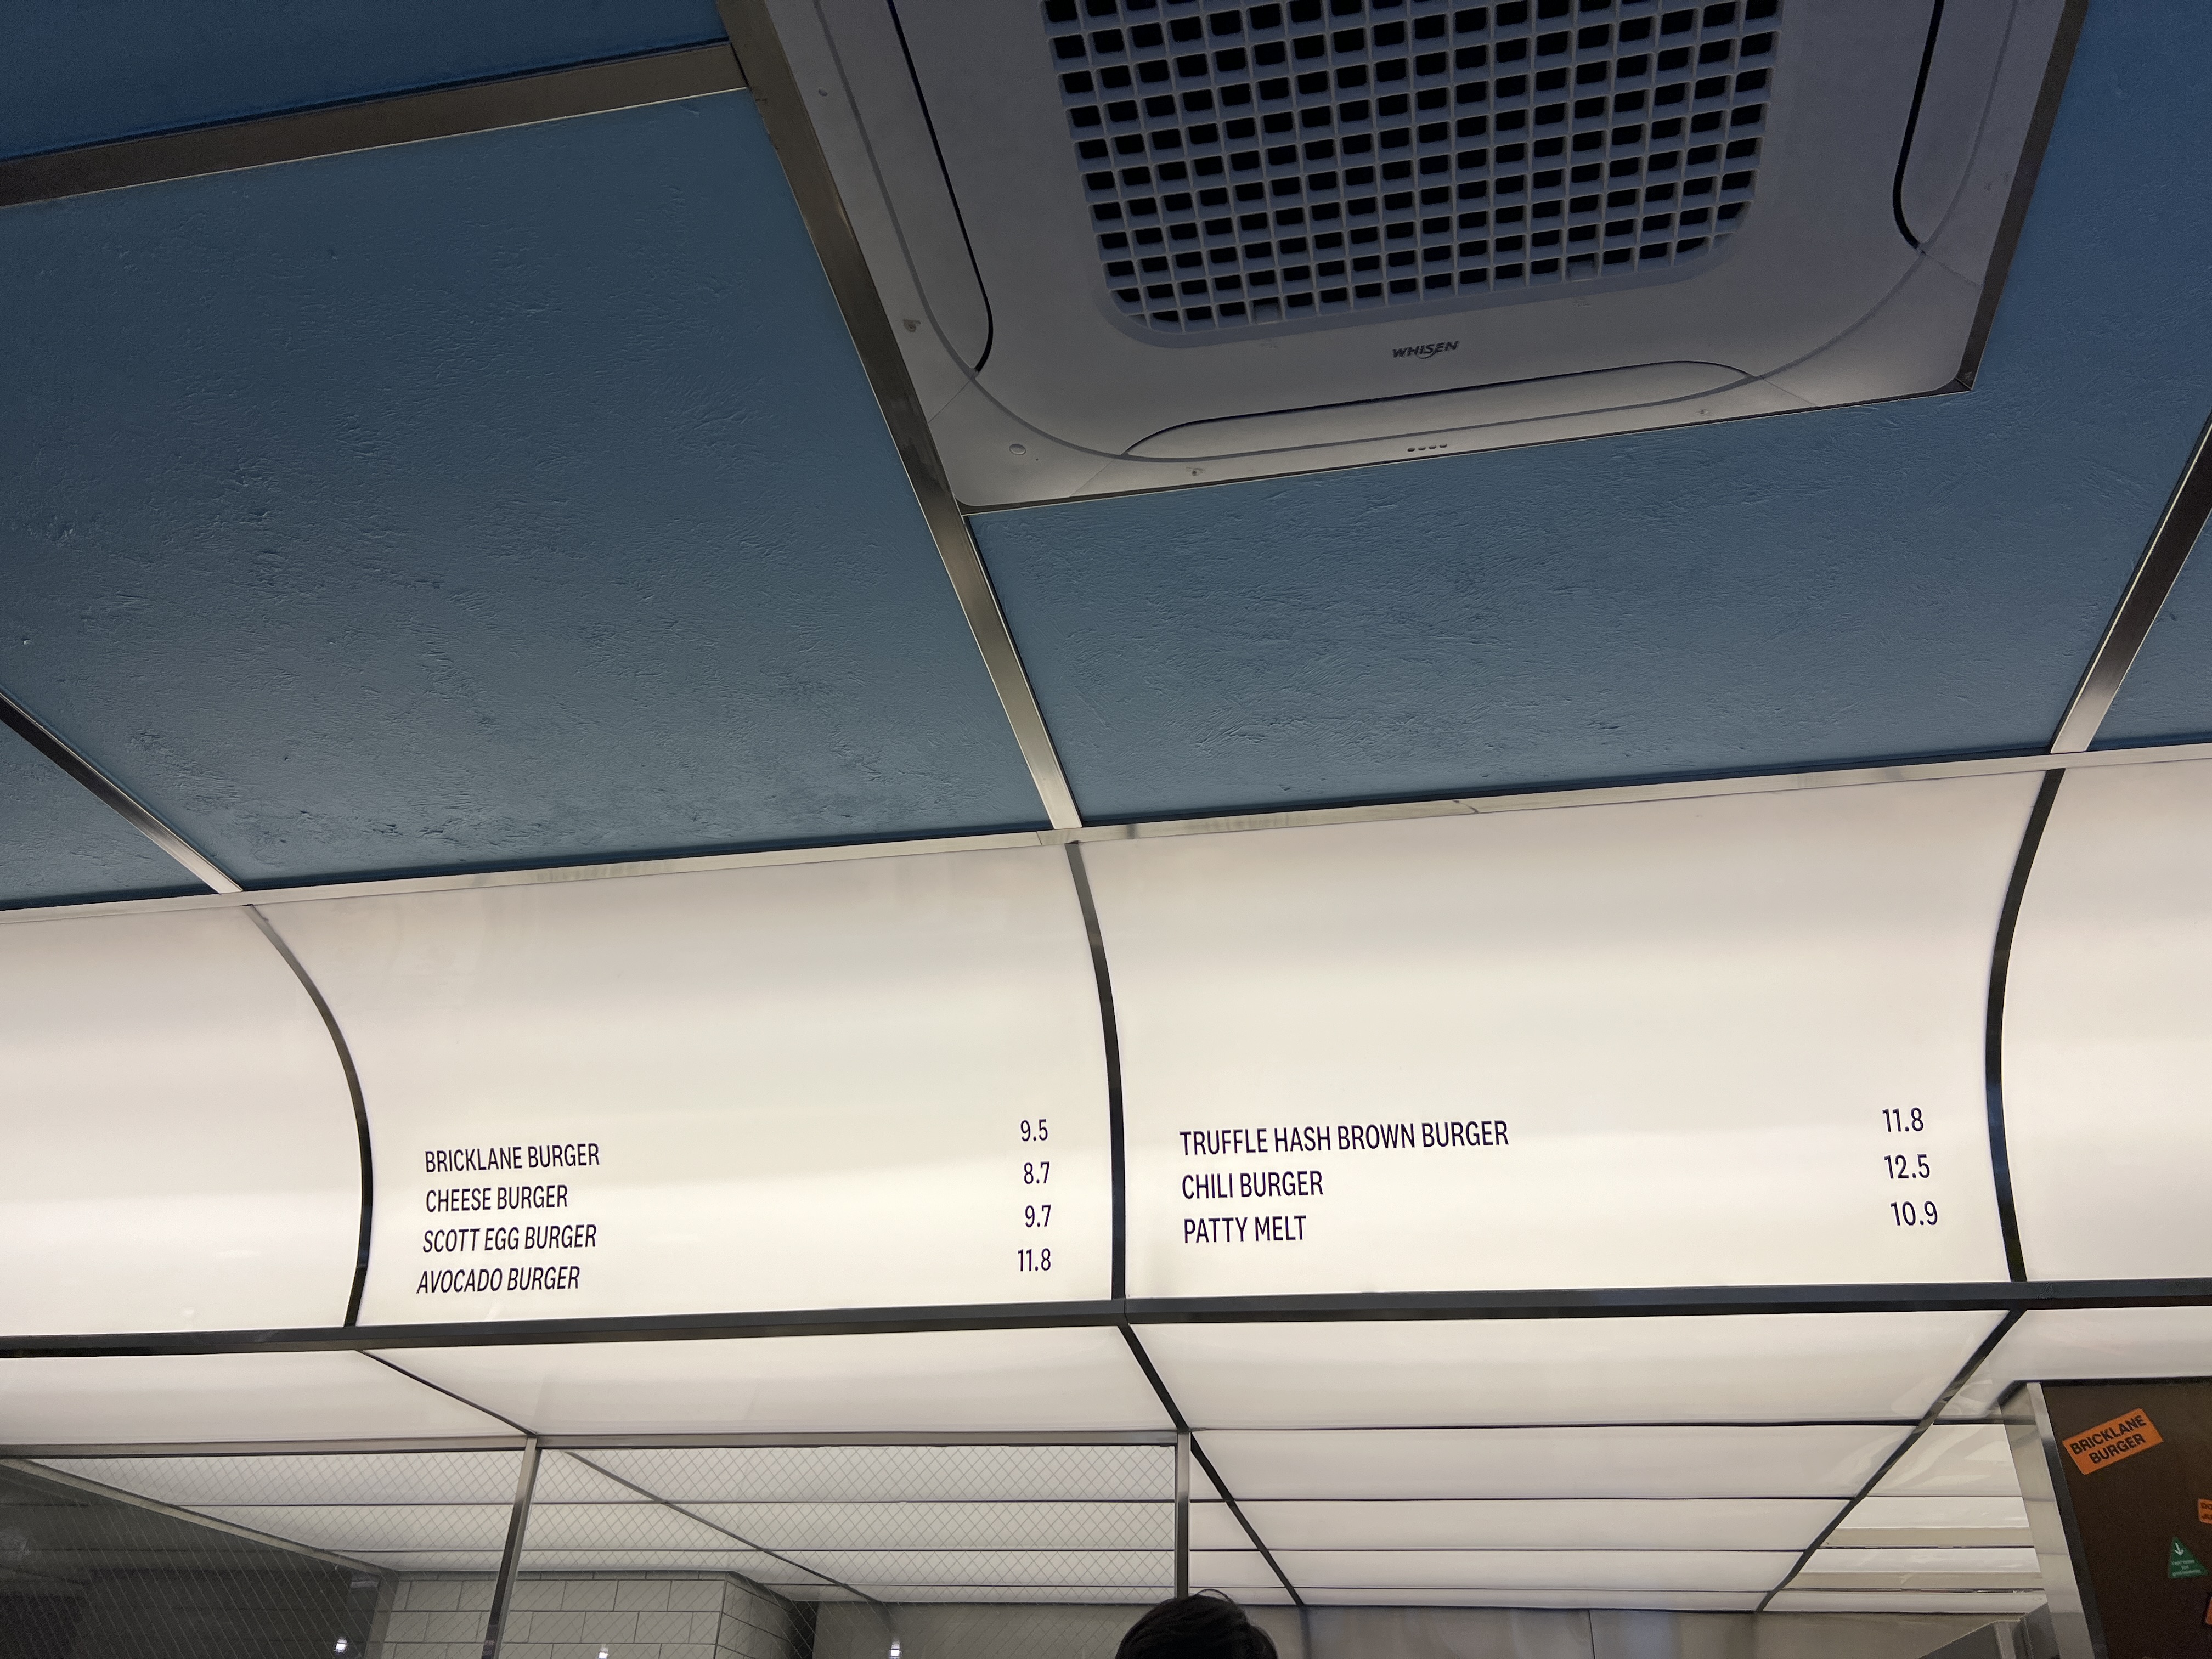 WHISEN
BRICKLANE BURGER 9.5
CHEESE BURGER 8.7
SCOTT EGG BURGER 9.7
AVOCADO BURGER 11.8
TRUFFLE HASH BROWN BURGER 11.8
CHILI BURGER 12.5
PATTY MELT 10.9
BRICKLANE
BURGER